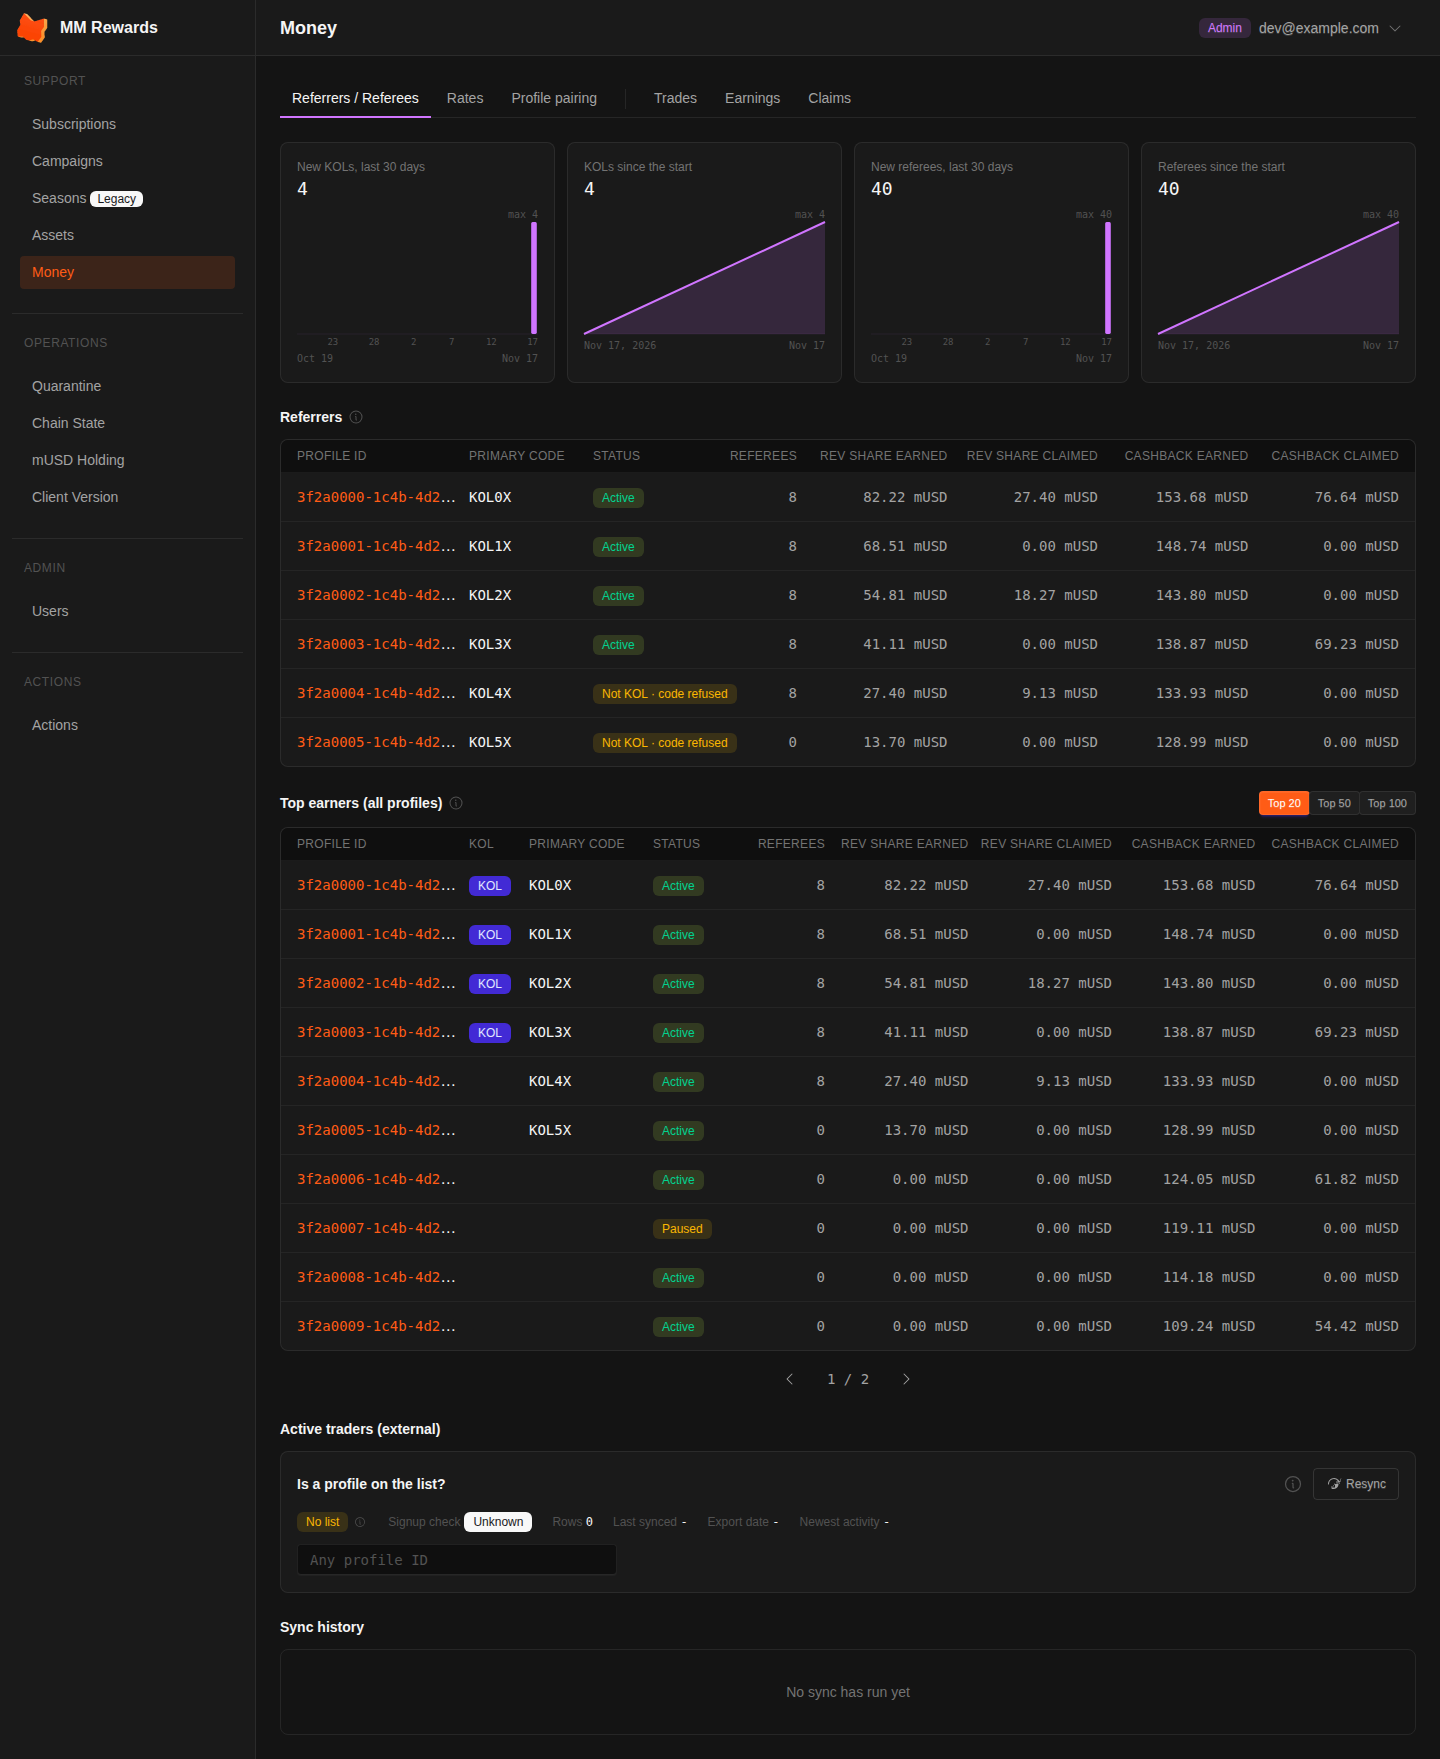 MM Rewards
Money
Admin dev@example.com
SUPPORT
Subscriptions
Campaigns
Seasons Legacy
Assets
Money
OPERATIONS
Quarantine
Chain State
mUSD Holding
Client Version
ADMIN
Users
ACTIONS
Actions
Referrers / Referees Rates Profile pairing Trades Earnings Claims
New KOLs, last 30 days
4
max 4
23 28 2 7 12 17
Oct 19 Nov 17
KOLs since the start
4
max 4
Nov 17, 2026 Nov 17
New referees, last 30 days
40
max 40
23 28 2 7 12 17
Oct 19 Nov 17
Referees since the start
40
max 40
Nov 17, 2026 Nov 17
Referrers
PROFILE ID PRIMARY CODE STATUS REFEREES REV SHARE EARNED REV SHARE CLAIMED CASHBACK EARNED CASHBACK CLAIMED
3f2a0000-1c4b-4d2... KOL0X Active 8 82.22 mUSD 27.40 mUSD 153.68 mUSD 76.64 mUSD
3f2a0001-1c4b-4d2... KOL1X Active 8 68.51 mUSD 0.00 mUSD 148.74 mUSD 0.00 mUSD
3f2a0002-1c4b-4d2... KOL2X Active 8 54.81 mUSD 18.27 mUSD 143.80 mUSD 0.00 mUSD
3f2a0003-1c4b-4d2... KOL3X Active 8 41.11 mUSD 0.00 mUSD 138.87 mUSD 69.23 mUSD
3f2a0004-1c4b-4d2... KOL4X Not KOL · code refused 8 27.40 mUSD 9.13 mUSD 133.93 mUSD 0.00 mUSD
3f2a0005-1c4b-4d2... KOL5X Not KOL · code refused 0 13.70 mUSD 0.00 mUSD 128.99 mUSD 0.00 mUSD
Top earners (all profiles) Top 20 Top 50 Top 100
PROFILE ID KOL PRIMARY CODE STATUS REFEREES REV SHARE EARNED REV SHARE CLAIMED CASHBACK EARNED CASHBACK CLAIMED
3f2a0000-1c4b-4d2... KOL KOL0X Active 8 82.22 mUSD 27.40 mUSD 153.68 mUSD 76.64 mUSD
3f2a0001-1c4b-4d2... KOL KOL1X Active 8 68.51 mUSD 0.00 mUSD 148.74 mUSD 0.00 mUSD
3f2a0002-1c4b-4d2... KOL KOL2X Active 8 54.81 mUSD 18.27 mUSD 143.80 mUSD 0.00 mUSD
3f2a0003-1c4b-4d2... KOL KOL3X Active 8 41.11 mUSD 0.00 mUSD 138.87 mUSD 69.23 mUSD
3f2a0004-1c4b-4d2... KOL4X Active 8 27.40 mUSD 9.13 mUSD 133.93 mUSD 0.00 mUSD
3f2a0005-1c4b-4d2... KOL5X Active 0 13.70 mUSD 0.00 mUSD 128.99 mUSD 0.00 mUSD
3f2a0006-1c4b-4d2... Active 0 0.00 mUSD 0.00 mUSD 124.05 mUSD 61.82 mUSD
3f2a0007-1c4b-4d2... Paused 0 0.00 mUSD 0.00 mUSD 119.11 mUSD 0.00 mUSD
3f2a0008-1c4b-4d2... Active 0 0.00 mUSD 0.00 mUSD 114.18 mUSD 0.00 mUSD
3f2a0009-1c4b-4d2... Active 0 0.00 mUSD 0.00 mUSD 109.24 mUSD 54.42 mUSD
1 / 2
Active traders (external)
Is a profile on the list? Resync
No list Signup check Unknown Rows 0 Last synced - Export date - Newest activity -
Any profile ID
Sync history
No sync has run yet